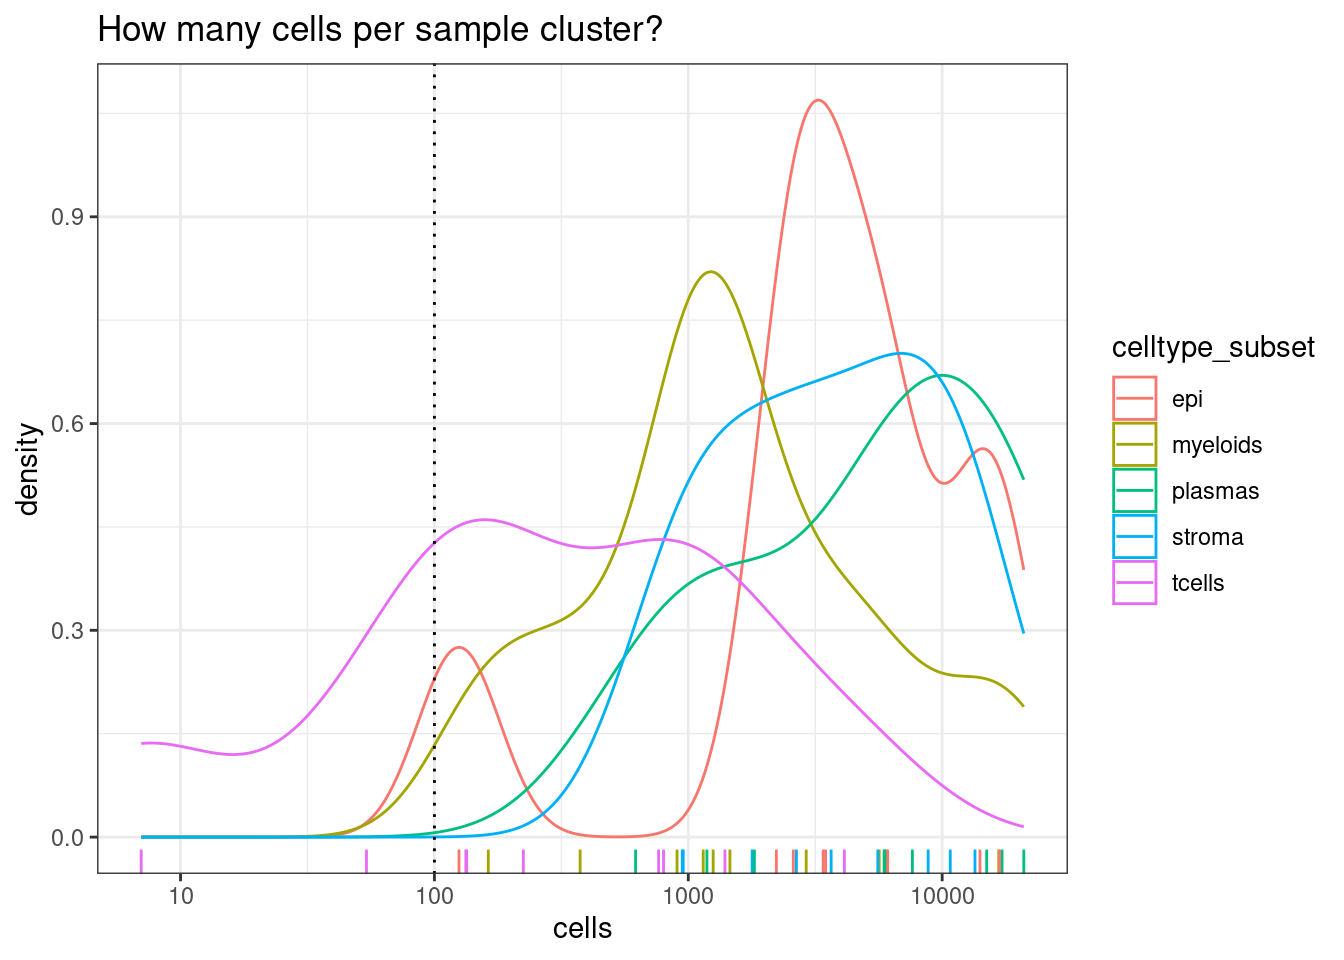 How many cells per sample cluster?
density
0.9
0.6
0.3
0.0
10
100
1000
10000
cells
celltype_subset
epi
myeloids
plasmas
stroma
tcells